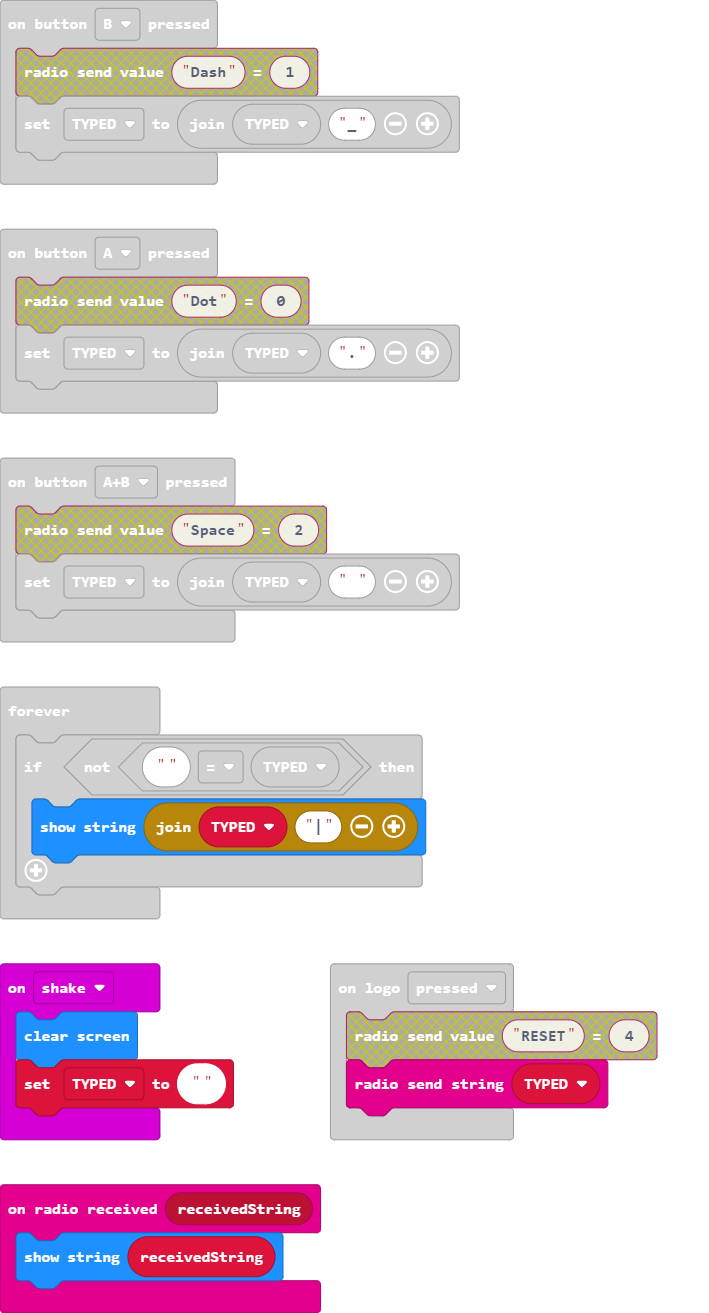 on button B pressed
radio send value "Dash" = 1
set TYPED to join TYPED "_"
on button A pressed
radio send value "Dot" = 0
set TYPED to join TYPED "."
on button A+B pressed
radio send value "Space" = 2
set TYPED to join TYPED " "
forever
if not "" = TYPED then
show string join TYPED "|"
on shake
clear screen
set TYPED to ""
on logo pressed
radio send value "RESET" = 4
radio send string TYPED
on radio received receivedString
show string receivedString